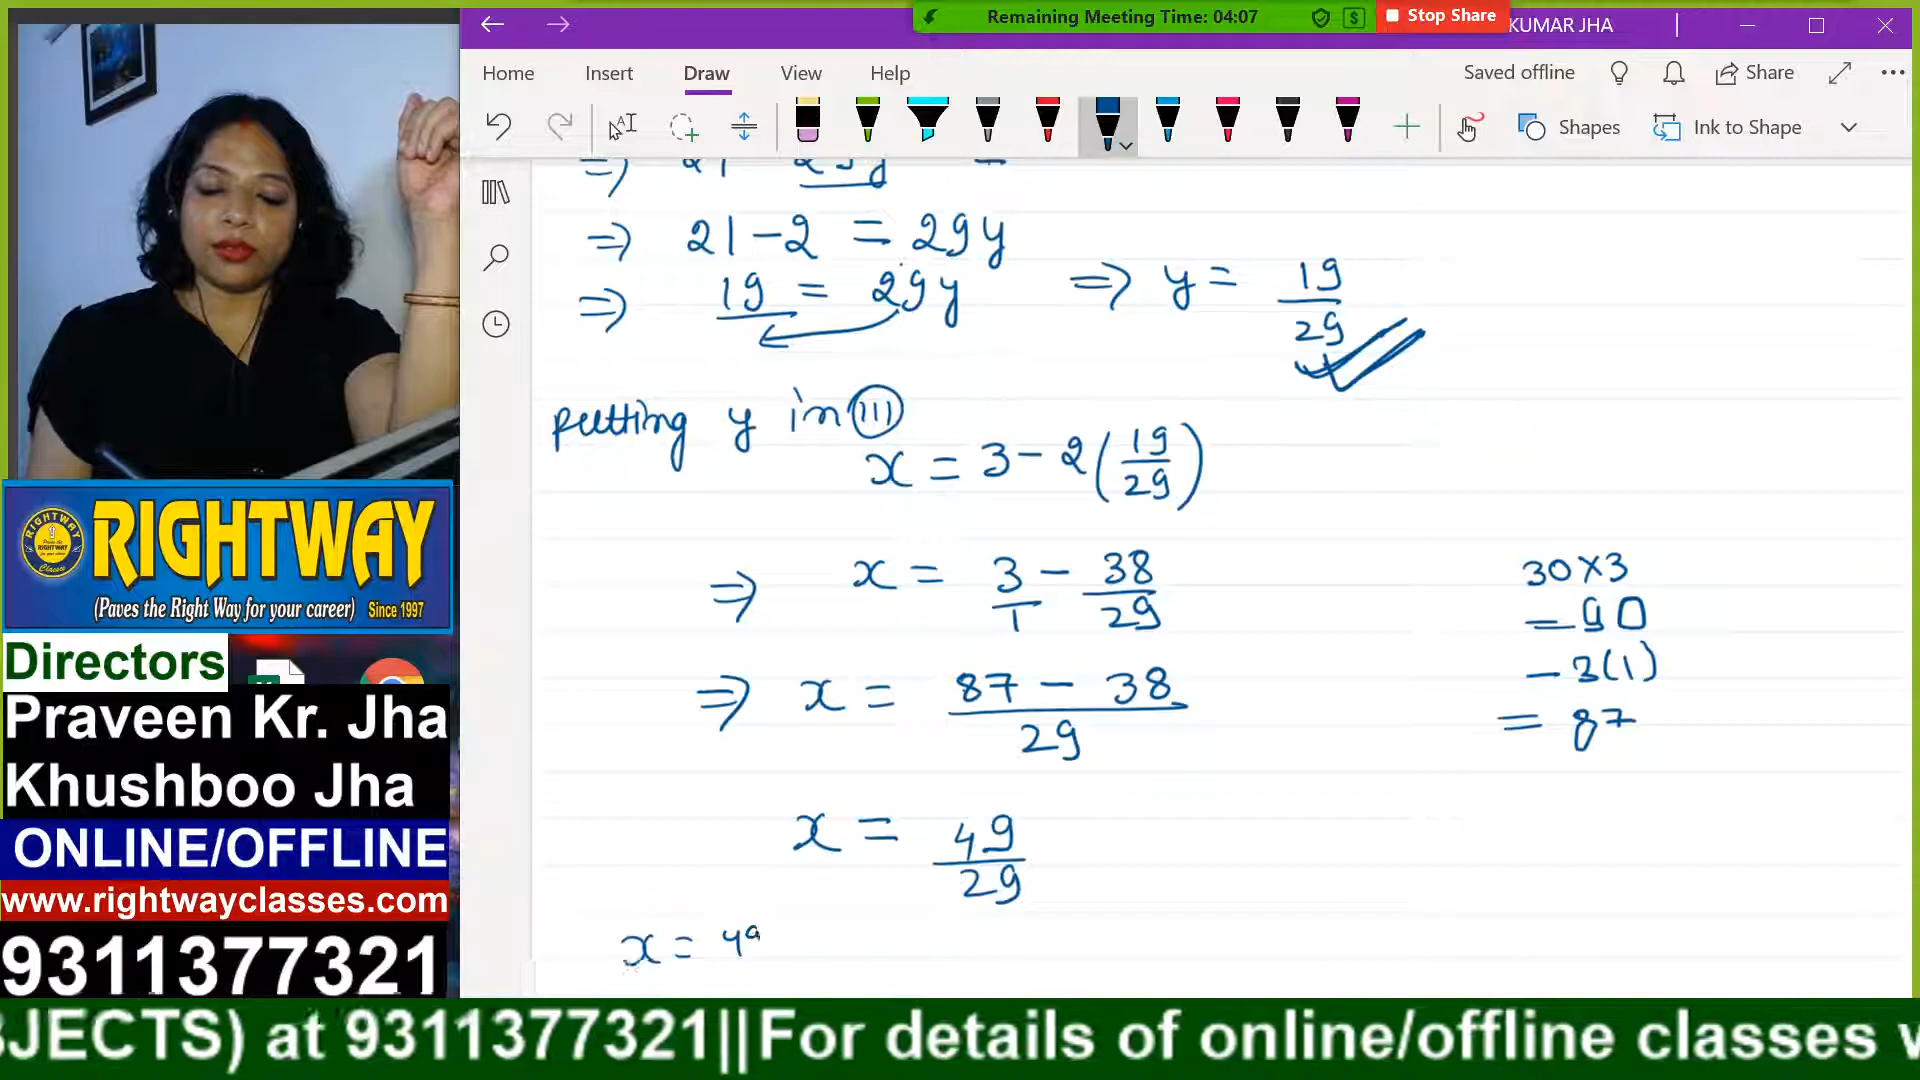 Remaining Meeting Time: 04:07
Stop Share
KUMAR JHA
Home Insert Draw View Help
Saved offline
Share
Shapes
Ink to Shape
⇒ 21 - 2 = 29y
⇒ 19 = 29y ⇒ y = 19/29
putting y in (III)
x = 3 - 2(19/29)
⇒ x = 3/1 - 38/29
⇒ x = 87 - 38/29
x = 49/29
x = 49
30×3
= 90
- 3(1)
= 87
RIGHTWAY
Classes
RIGHTWAY
(Paves the Right Way for your career) Since 1997
Directors
Praveen Kr. Jha
Khushboo Jha
ONLINE/OFFLINE
www.rightwayclasses.com
9311377321
BJECTS) at 9311377321||For details of online/offline classes